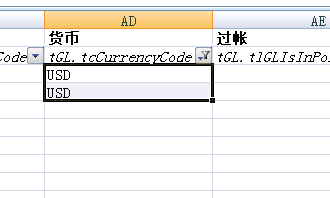 AD AE
货币 过帐
Code tGL.tcCurrencyCode tGL.tlGLIsInPo
USD
USD